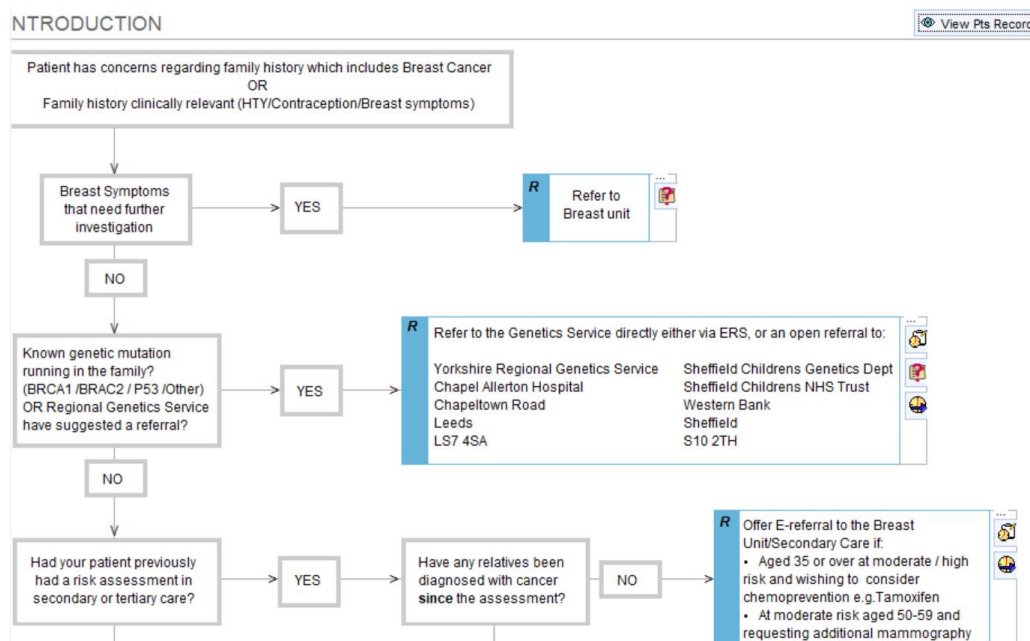 NTRODUCTION
View Pts Record
Patient has concerns regarding family history which includes Breast Cancer
OR
Family history clinically relevant (HTY/Contraception/Breast symptoms)
Breast Symptoms
that need further
investigation
YES
R
Refer to
Breast unit
NO
Known genetic mutation
running in the family?
(BRCA1 /BRAC2 / P53 /Other)
OR Regional Genetics Service
have suggested a referral?
YES
R
Refer to the Genetics Service directly either via ERS, or an open referral to:
Yorkshire Regional Genetics Service
Chapel Allerton Hospital
Chapeltown Road
Leeds
LS7 4SA
Sheffield Childrens Genetics Dept
Sheffield Childrens NHS Trust
Western Bank
Sheffield
S10 2TH
NO
Had your patient previously
had a risk assessment in
secondary or tertiary care?
YES
Have any relatives been
diagnosed with cancer
since the assessment?
NO
R
Offer E-referral to the Breast
Unit/Secondary Care if:
• Aged 35 or over at moderate / high
risk and wishing to consider
chemoprevention e.g.Tamoxifen
• At moderate risk aged 50-59 and
requesting additional mammography